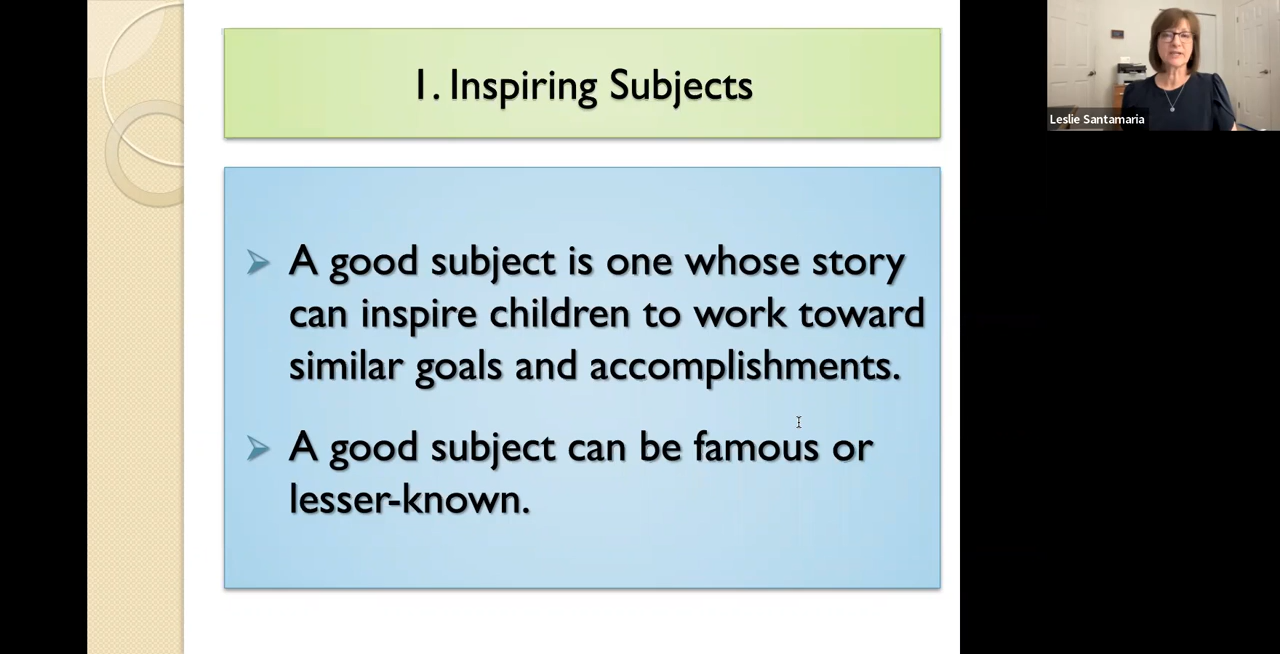 1. Inspiring Subjects
A good subject is one whose story
can inspire children to work toward
similar goals and accomplishments.
A good subject can be famous or
lesser-known.
Leslie Santamaria